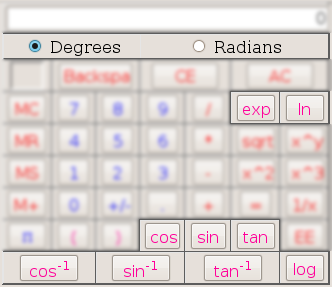 0
Degrees Radians
Backspa CE AC
MC 7 8 9 / exp ln
MR 4 5 6 * sqrt x^y
MS 1 2 3 - x^2 x^3
M+ 0 +/- . + = 1/x
π ( ) cos sin tan EE
cos⁻¹ sin⁻¹ tan⁻¹ log